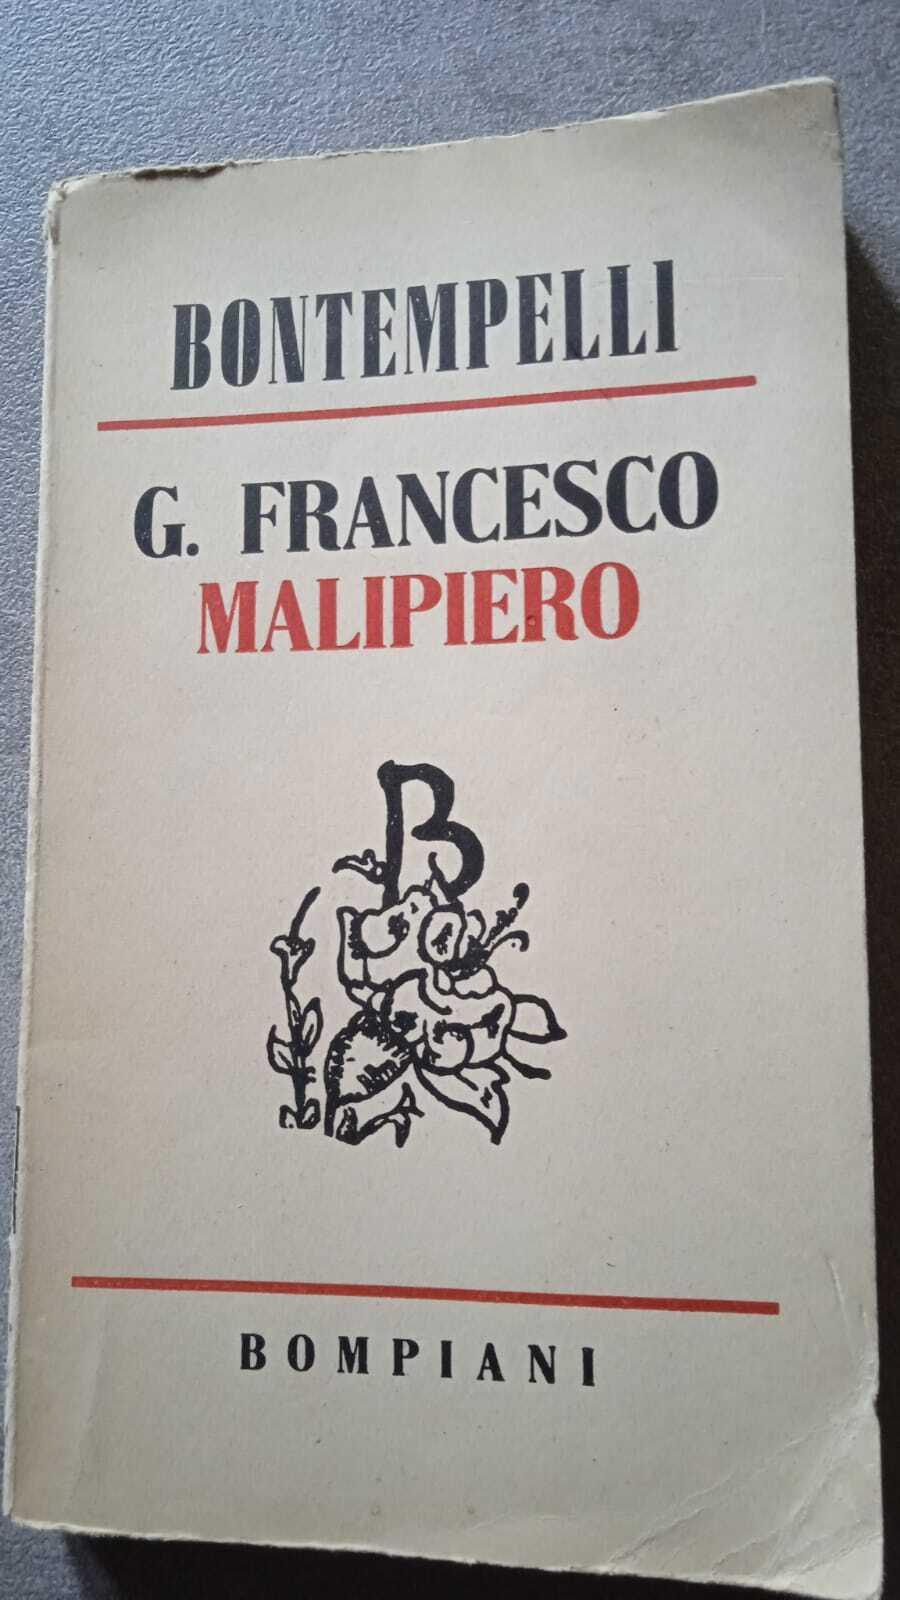 BONTEMPELLI
G. FRANCESCO
MALIPIERO
B
BOMPIANI